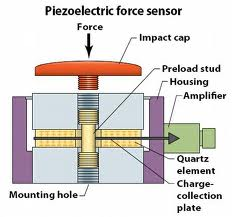 Piezoelectric force sensor
Force
Impact cap
Preload stud
Housing
Amplifier
Quartz
element
Charge-
collection
plate
Mounting hole